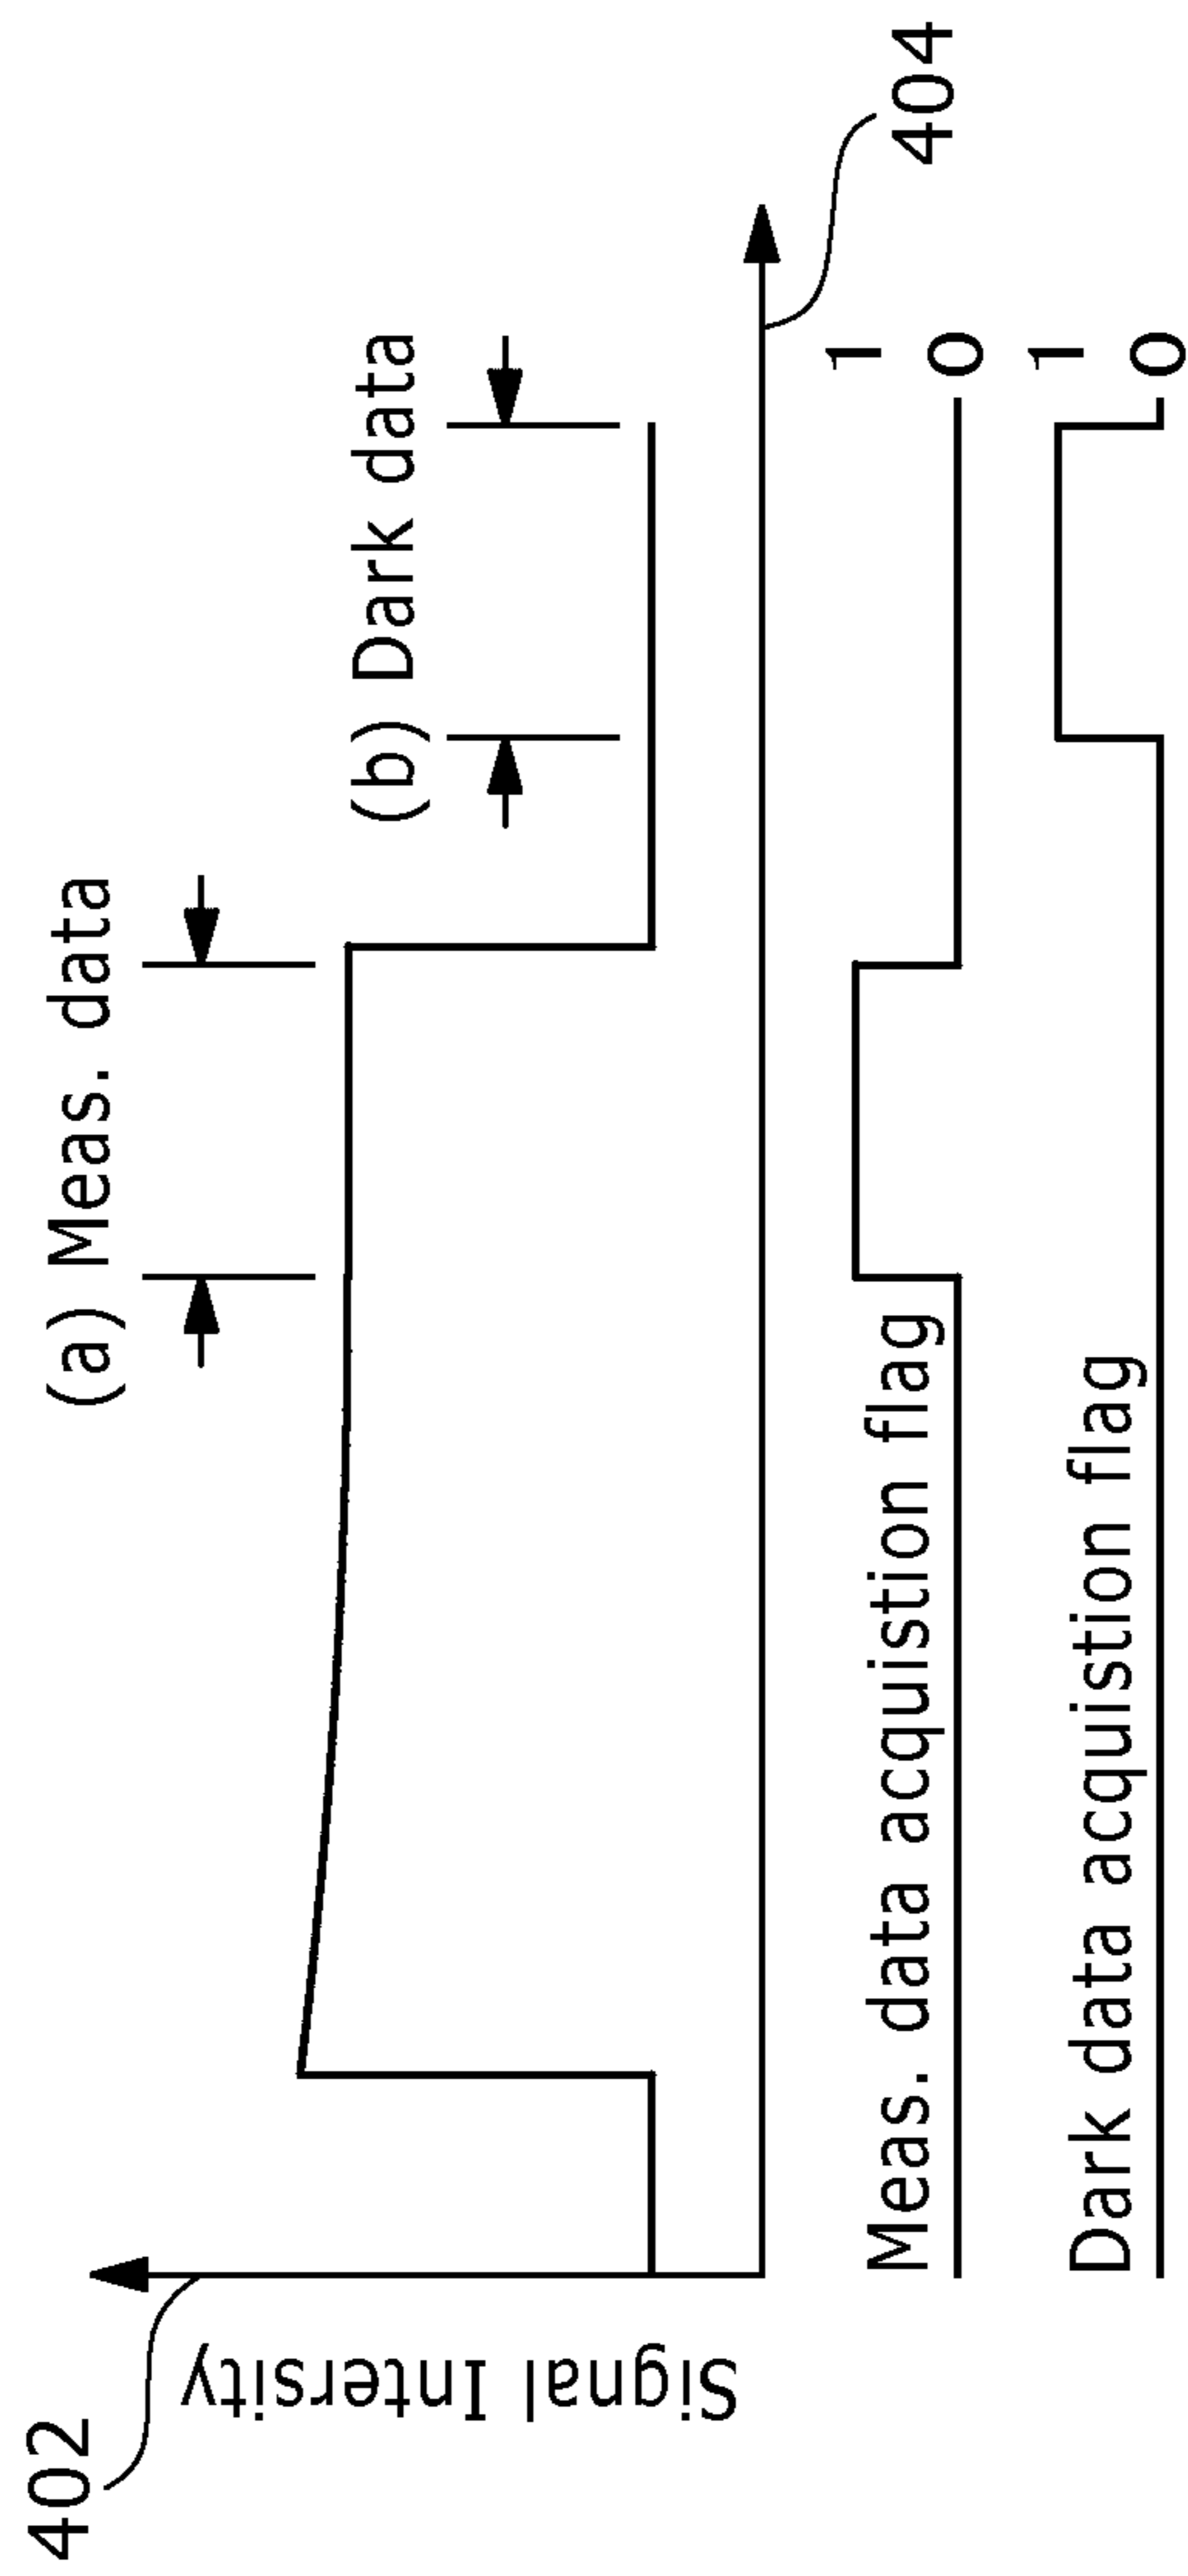 402
Signal Intersity
(a) Meas. data
(b) Dark data
404
Meas. data acquistion flag
1
0
Dark data acquistion flag
1
0